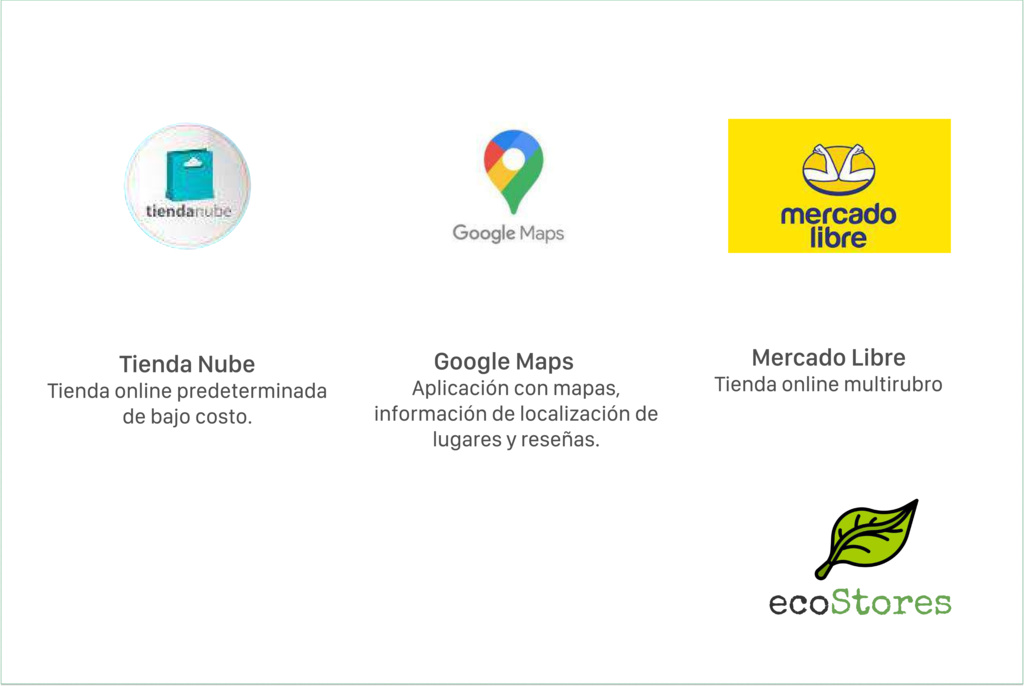 tiendanube
Google Maps
mercado
libre
Tienda Nube
Tienda online predeterminada
de bajo costo.
Google Maps
Aplicación con mapas,
información de localización de
lugares y reseñas.
Mercado Libre
Tienda online multirubro
ecoStores